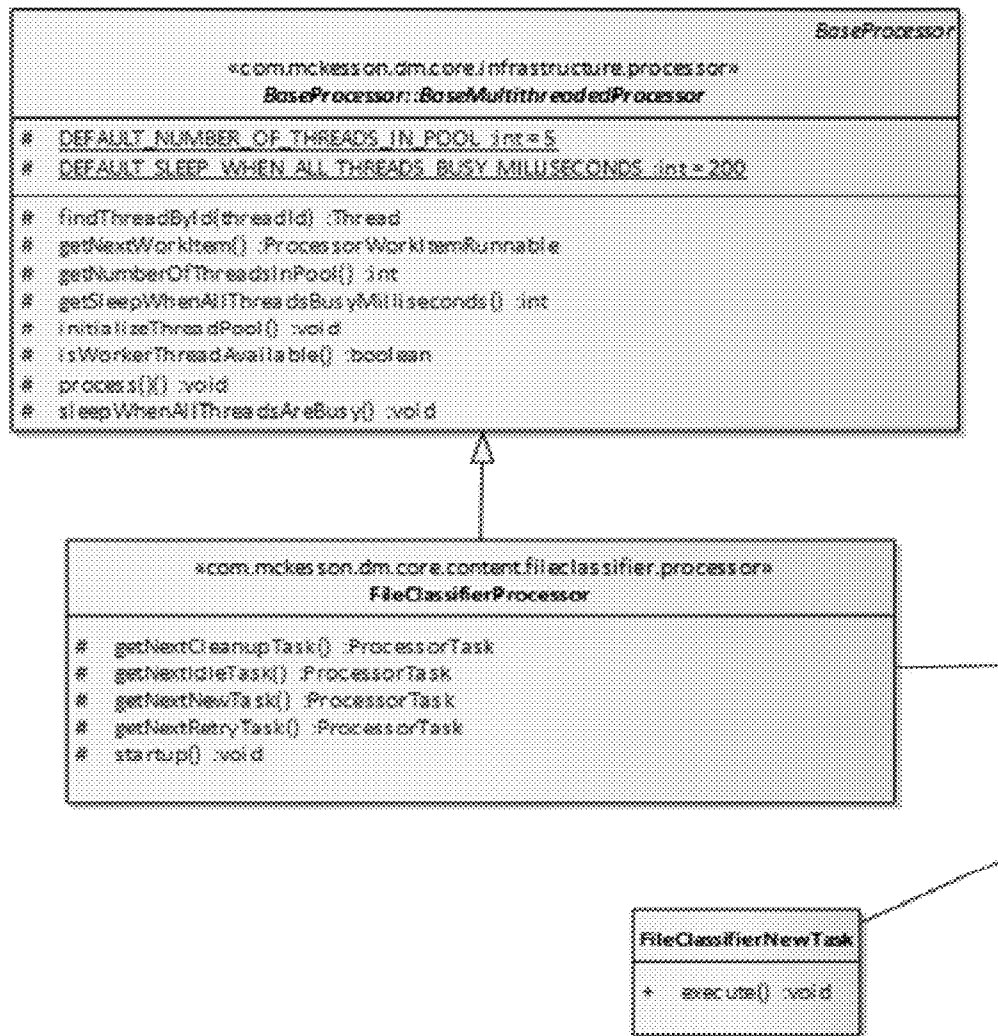 BaseProcessor
«com.mckesson.dm.core.infrastructure.processor»
BaseProcessor::BaseMultithreadedProcessor
# DEFAULT_NUMBER_OF_THREADS_IN_POOL :int = 5
# DEFAULT_SLEEP_WHEN_ALL_THREADS_BUSY_MILLISECONDS :int = 200
# findThreadById(threadId) :Thread
# getNextWorkItem() :ProcessorWorkItemRunnable
# getNumberOfThreadsInPool() :int
# getSleepWhenAllThreadsBusyMilliseconds() :int
# initializeThreadPool() :void
# isWorkerThreadAvailable() :boolean
# process()() :void
# sleepWhenAllThreadsAreBusy() :void
«com.mckesson.dm.core.content.fileclassifier.processor»
FileClassifierProcessor
# getNextCleanupTask() :ProcessorTask
# getNextIdleTask() :ProcessorTask
# getNextNewTask() :ProcessorTask
# getNextRetryTask() :ProcessorTask
# startup() :void
FileClassifierNewTask
+ execute() :void